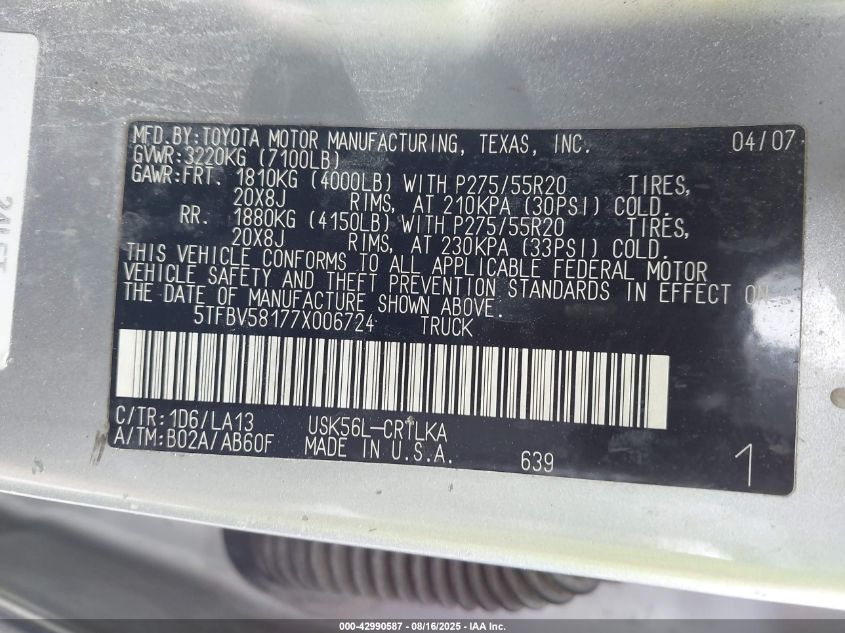 MFD.BY:TOYOTA MOTOR MANUFACTURING, TEXAS, INC. 04/07
GVWR:3220KG (7100LB)
GAWR:FRT. 1810KG (4000LB) WITH P275/55R20 TIRES,
20X8J RIMS, AT 210KPA (30PSI) COLD.
RR. 1880KG (4150LB) WITH P275/55R20 TIRES,
20X8J RIMS, AT 230KPA (33PSI) COLD.
THIS VEHICLE CONFORMS TO ALL APPLICABLE FEDERAL MOTOR
VEHICLE SAFETY AND THEFT PREVENTION STANDARDS IN EFFECT ON
THE DATE OF MANUFACTURE SHOWN ABOVE.
5TFBV58177X006724 TRUCK
C/TR:1D6/LA13 USK56L-CR1LKA
A/TM:B02A/AB60F MADE IN U.S.A. 639 1
000-42990587 - 08/16/2025 - IAA Inc.